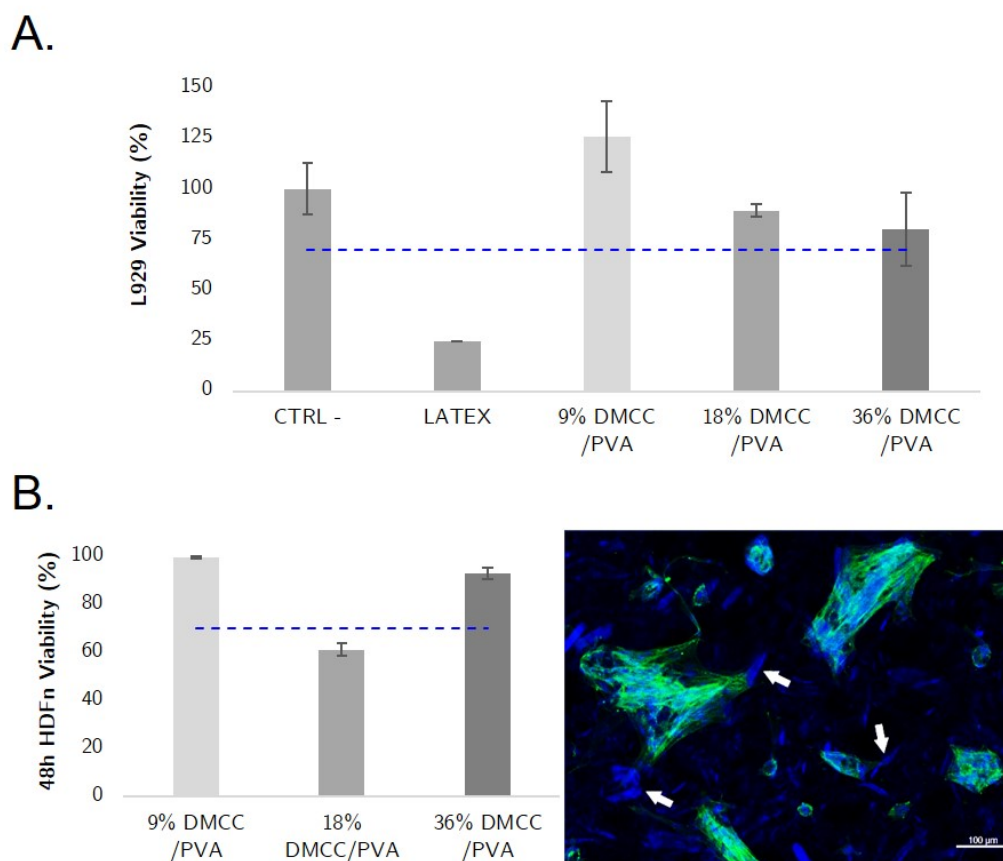 A.
L929 Viability (%)
150
125
100
75
50
25
0
CTRL -
LATEX
9% DMCC
/PVA
18% DMCC
/PVA
36% DMCC
/PVA
B.
48h HDFn Viability (%)
100
80
60
40
20
0
9% DMCC
/PVA
18%
DMCC/PVA
36% DMCC
/PVA
100 µm